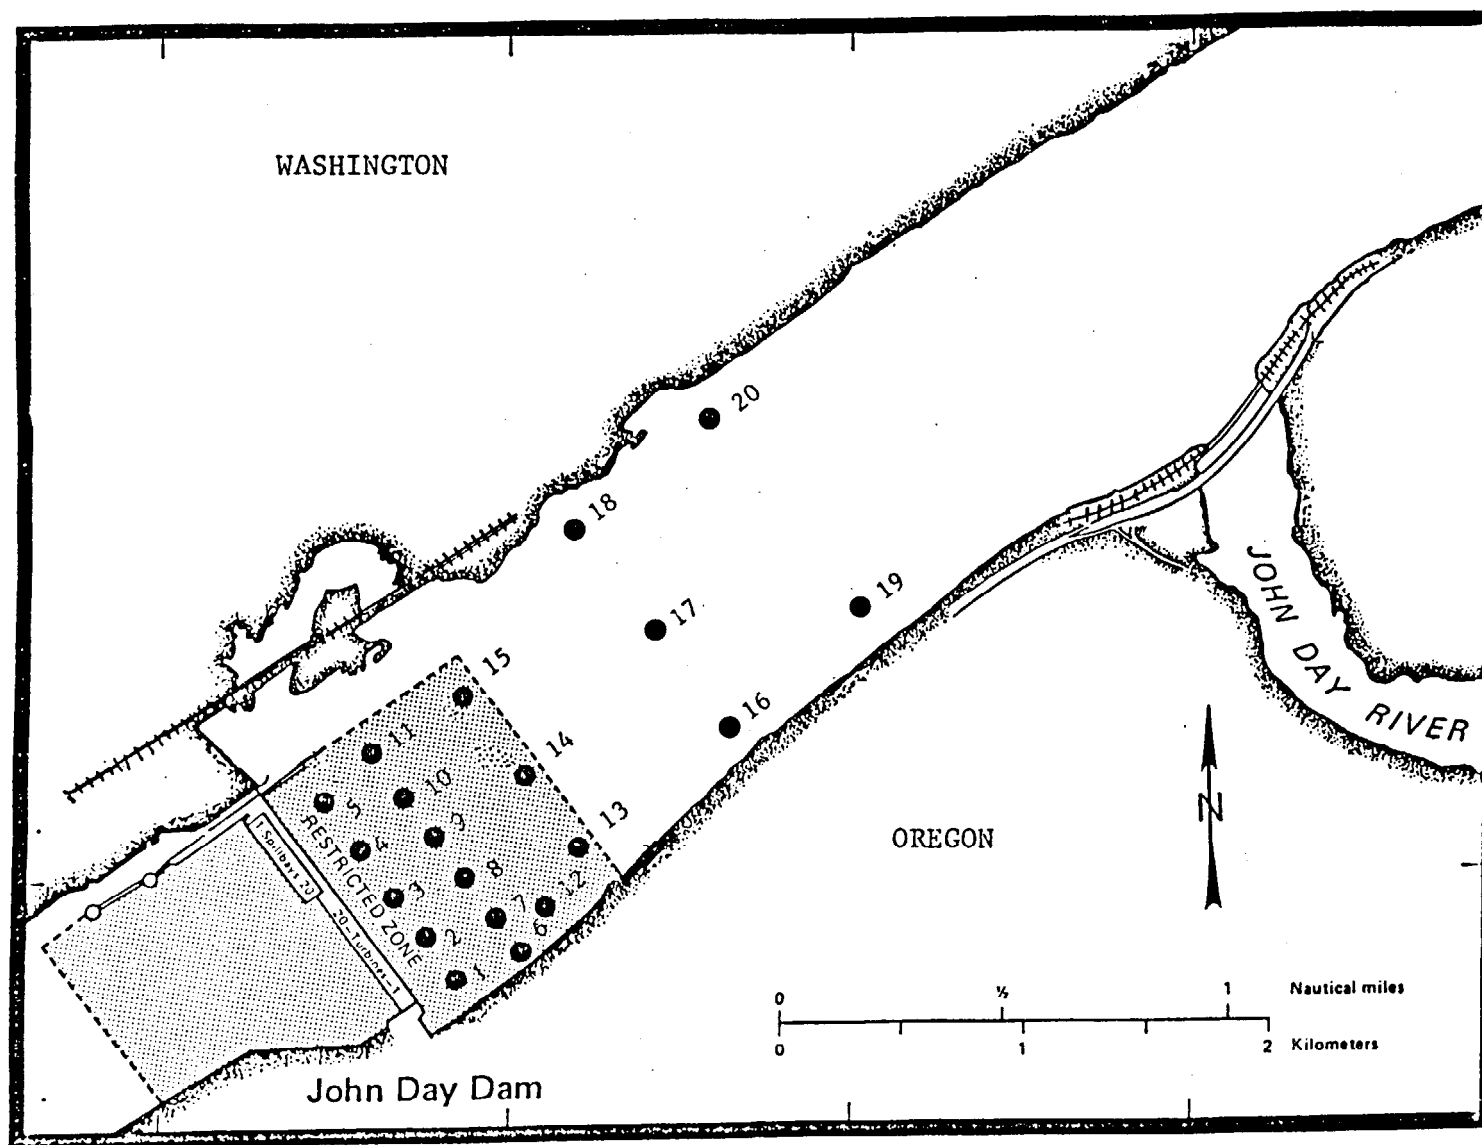 WASHINGTON
20
18
19
17
16
15
14
13
11
10
5
9
4
8
3
12
7
6
2
1
RESTRICTED ZONE
1-Spillbays-20
20-Turbines-1
JOHN DAY RIVER
N
OREGON
0 ½ 1 Nautical miles
0 1 2 Kilometers
John Day Dam